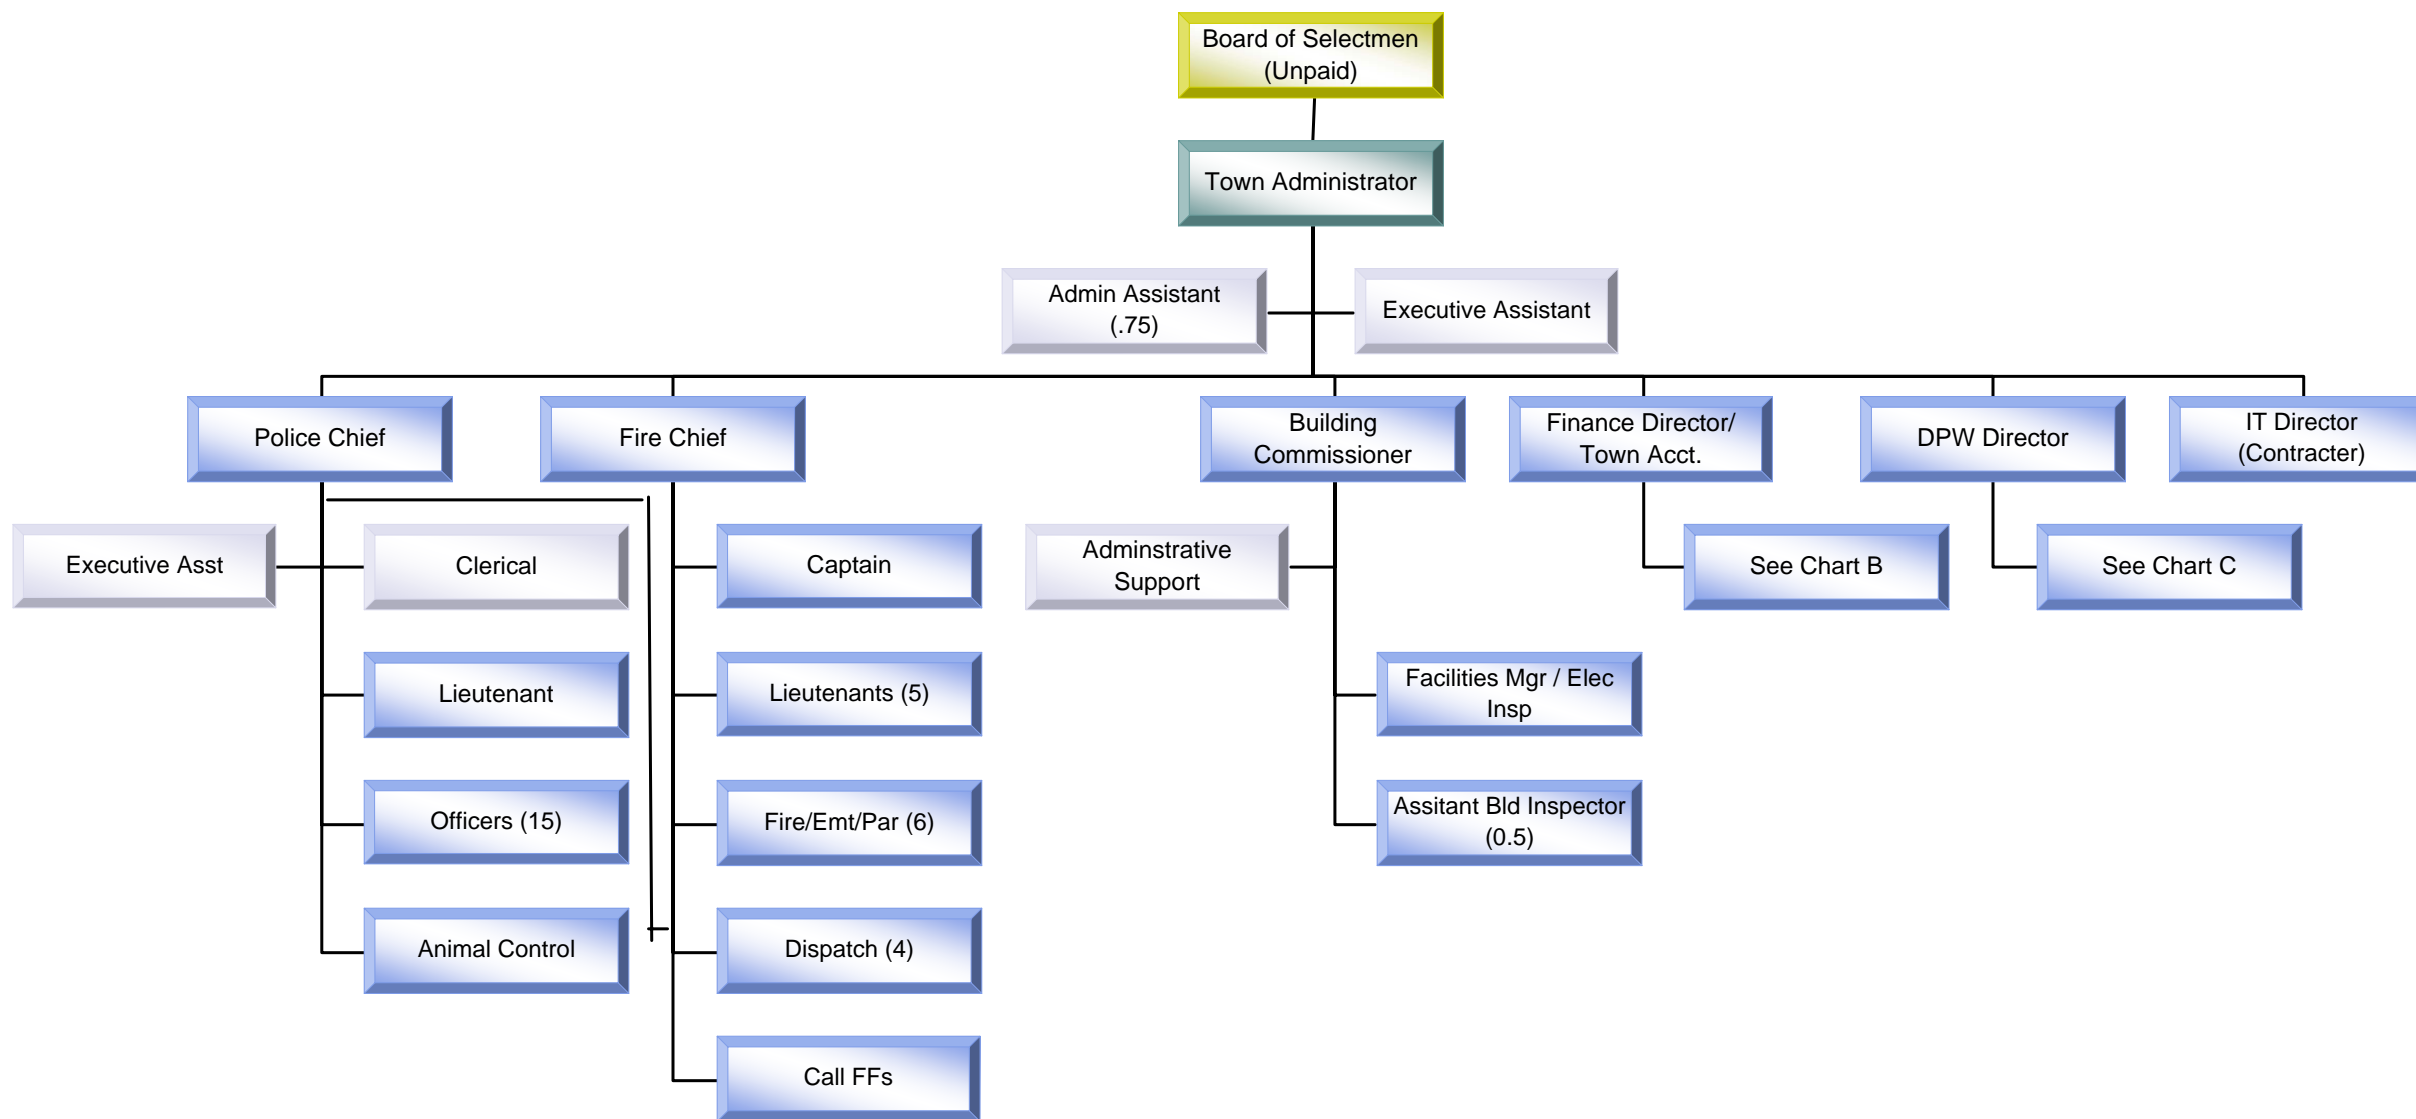 Board of Selectmen
(Unpaid)
Town Administrator
Admin Assistant
(.75)
Executive Assistant
Police Chief
Fire Chief
Building
Commissioner
Finance Director/
Town Acct.
DPW Director
IT Director
(Contracter)
Executive Asst
Clerical
Captain
Adminstrative
Support
See Chart B
See Chart C
Lieutenant
Lieutenants (5)
Facilities Mgr / Elec
Insp
Officers (15)
Fire/Emt/Par (6)
Assitant Bld Inspector
(0.5)
Animal Control
Dispatch (4)
Call FFs